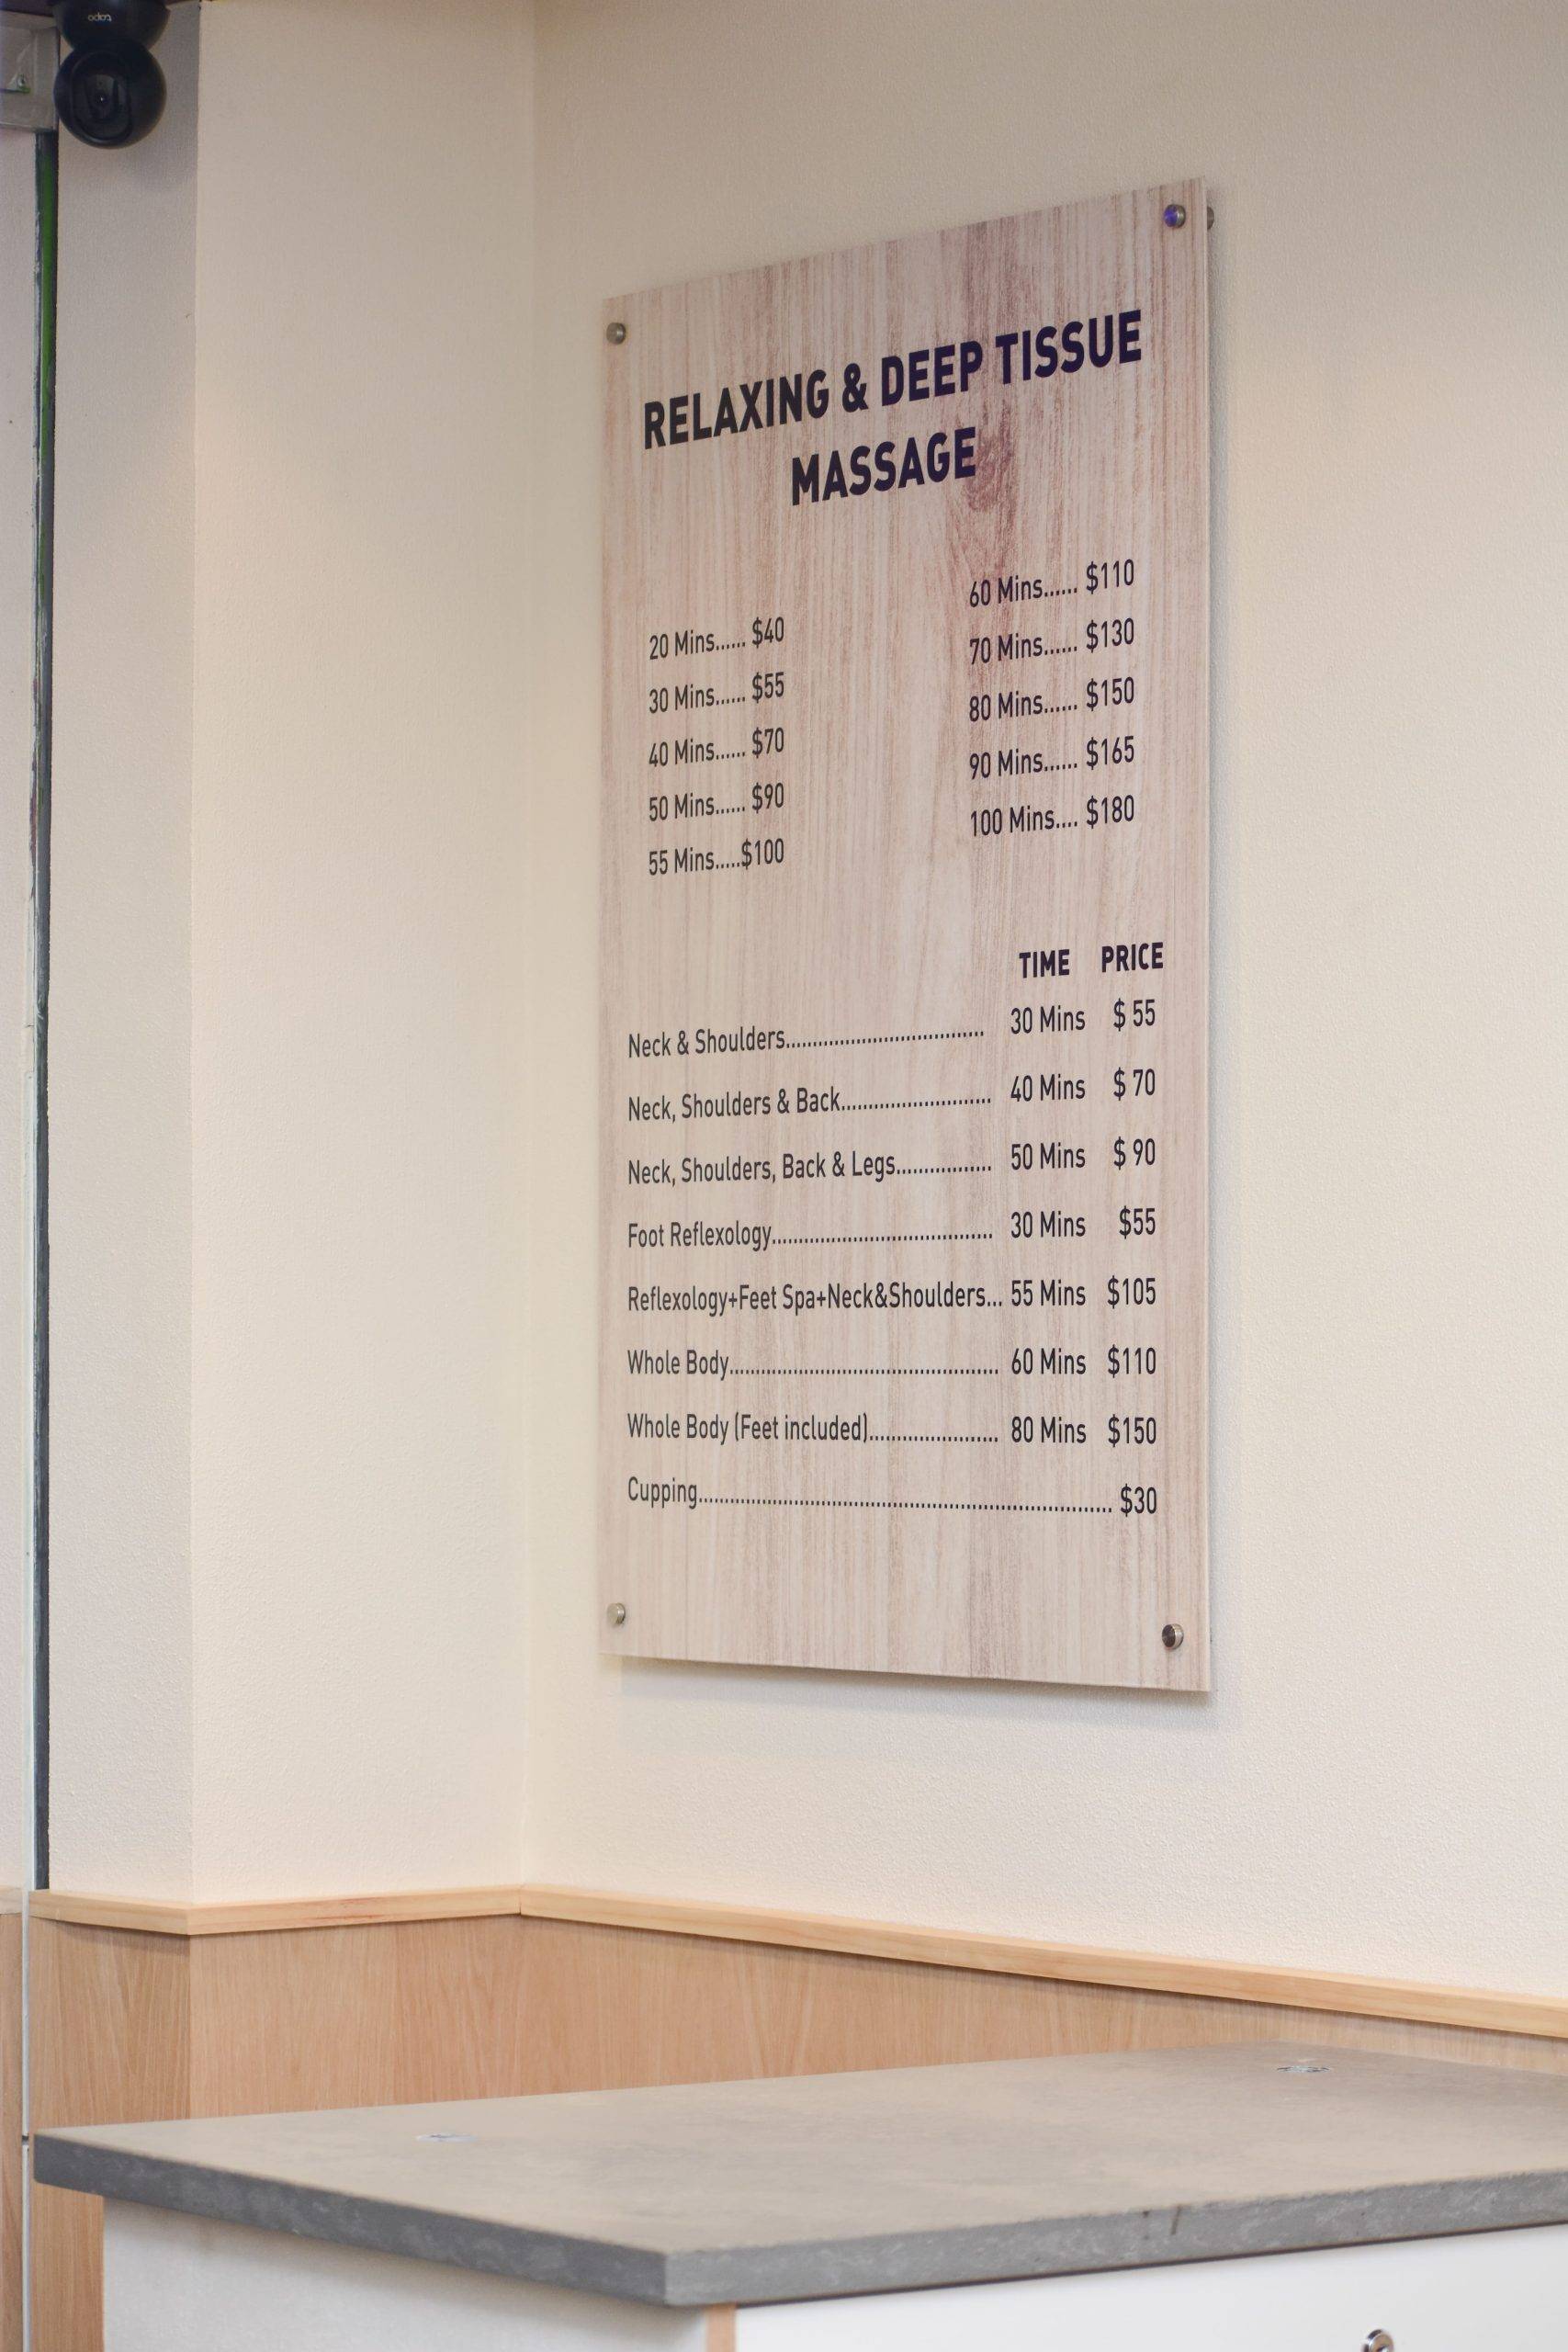 tapo
RELAXING & DEEP TISSUE
MASSAGE
20 Mins...... $40
30 Mins...... $55
40 Mins...... $70
50 Mins...... $90
55 Mins.....$100
60 Mins...... $110
70 Mins...... $130
80 Mins...... $150
90 Mins...... $165
100 Mins.... $180
TIME PRICE
Neck & Shoulders..................................... 30 Mins $ 55
Neck, Shoulders & Back........................... 40 Mins $ 70
Neck, Shoulders, Back & Legs................. 50 Mins $ 90
Foot Reflexology......................................... 30 Mins $55
Reflexology+Feet Spa+Neck&Shoulders... 55 Mins $105
Whole Body.................................................. 60 Mins $110
Whole Body (Feet included)....................... 80 Mins $150
Cupping............................................................................. $30